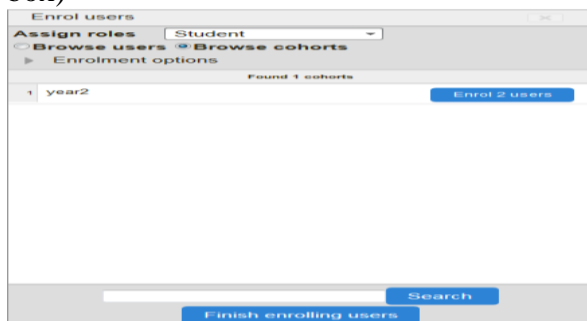 box)
Enrol users
Assign roles Student
Browse users Browse cohorts
Enrolment options
Found 1 cohorts
1 year2 Enrol 2 users
Search
Finish enrolling users